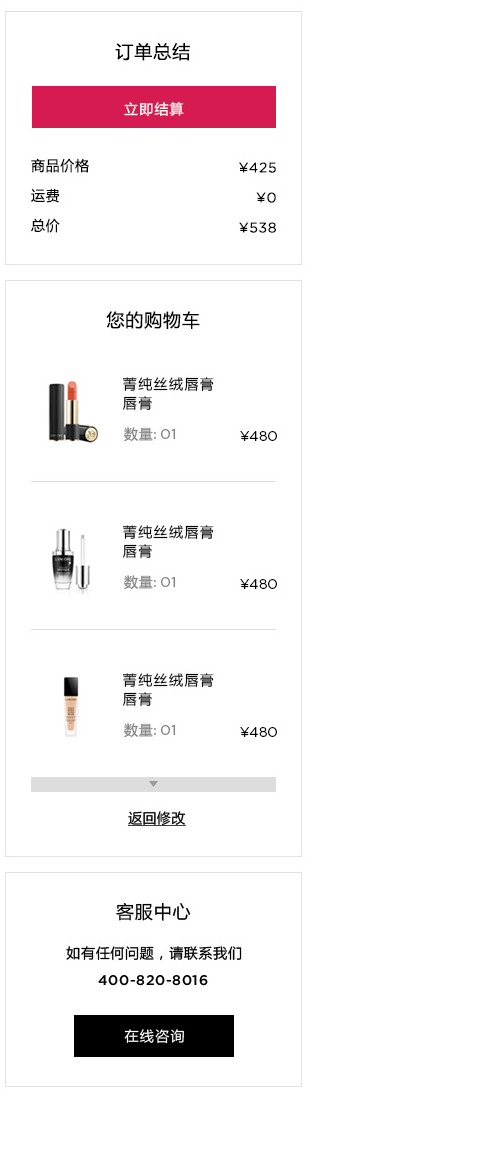 订单总结
立即结算
商品价格 ¥425
运费 ¥0
总价 ¥538
您的购物车
菁纯丝绒唇膏
唇膏
数量: 01 ¥480
菁纯丝绒唇膏
唇膏
数量: 01 ¥480
菁纯丝绒唇膏
唇膏
数量: 01 ¥480
返回修改
客服中心
如有任何问题，请联系我们
400-820-8016
在线咨询